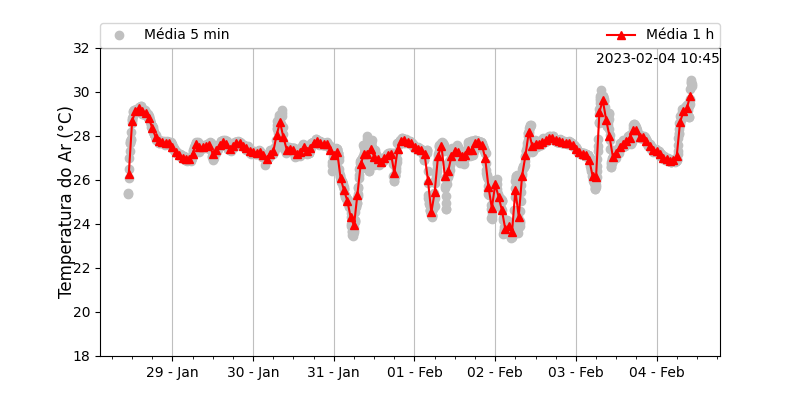 Média 5 min
Média 1 h
2023-02-04 10:45
Temperatura do Ar (°C)
32
30
28
26
24
22
20
18
29 - Jan
30 - Jan
31 - Jan
01 - Feb
02 - Feb
03 - Feb
04 - Feb